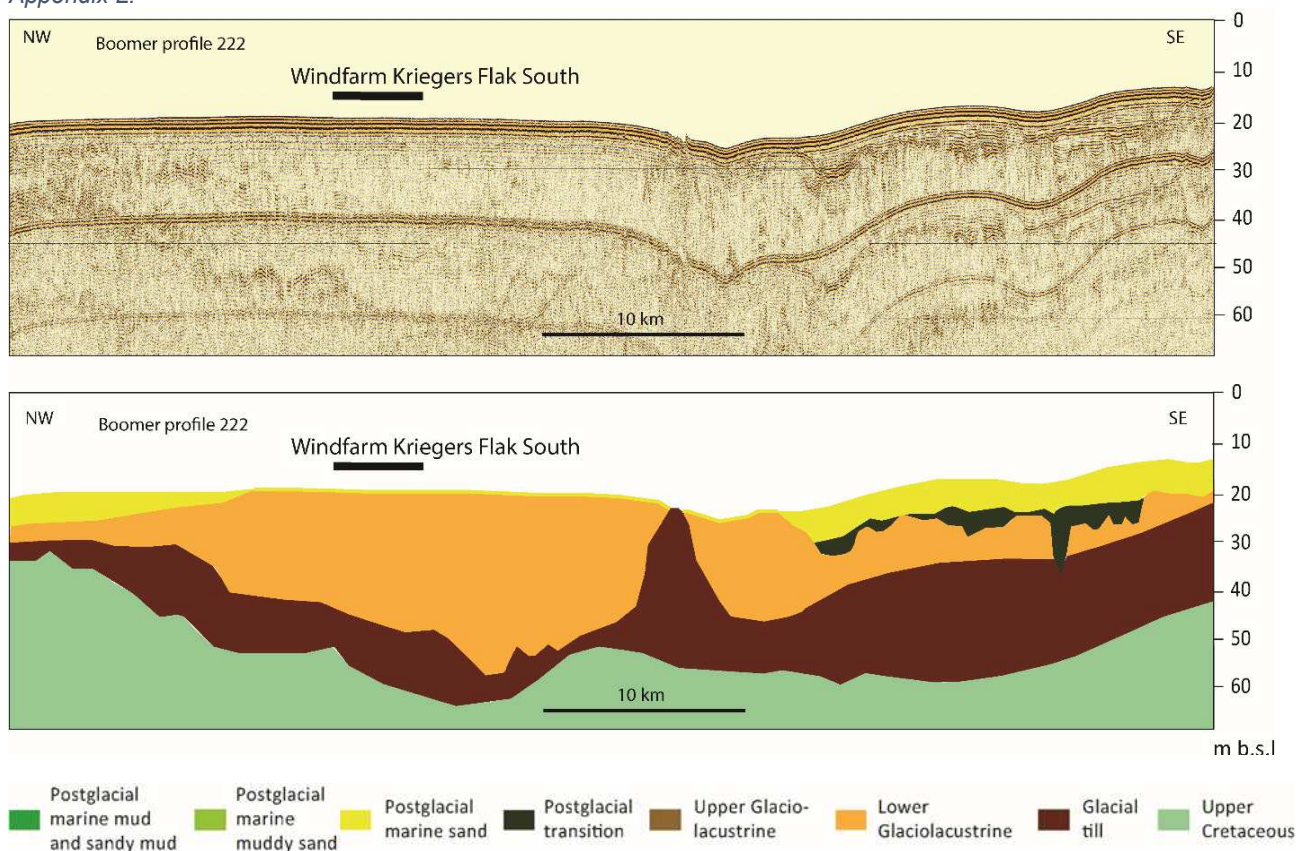 Appendix E.
NW Boomer profile 222 SE
Windfarm Kriegers Flak South
0
10
20
30
40
50
60
10 km
NW Boomer profile 222 SE
Windfarm Kriegers Flak South
0
10
20
30
40
50
60
10 km
m b.s.l
Postglacial
marine mud
and sandy mud
Postglacial
marine
muddy sand
Postglacial
marine sand
Postglacial
transition
Upper Glacio-
lacustrine
Lower
Glaciolacustrine
Glacial
till
Upper
Cretaceous